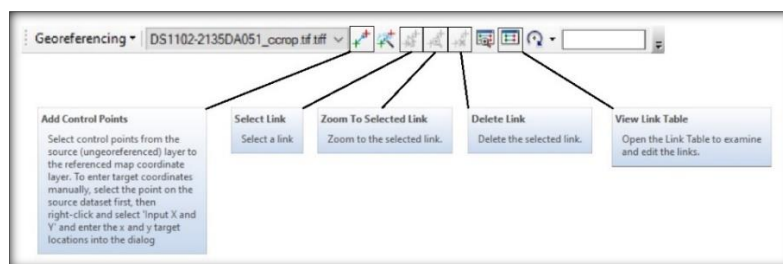 Georeferencing
DS1102-2135DA051_ccrop.tif.tiff
Add Control Points
Select control points from the
source (ungeoreferenced) layer to
the referenced map coordinate
layer. To enter target coordinates
manually, select the point on the
source dataset first, then
right-click and select 'Input X and
Y' and enter the x and y target
locations into the dialog
Select Link
Select a link
Zoom To Selected Link
Zoom to the selected link.
Delete Link
Delete the selected link.
View Link Table
Open the Link Table to examine
and edit the links.